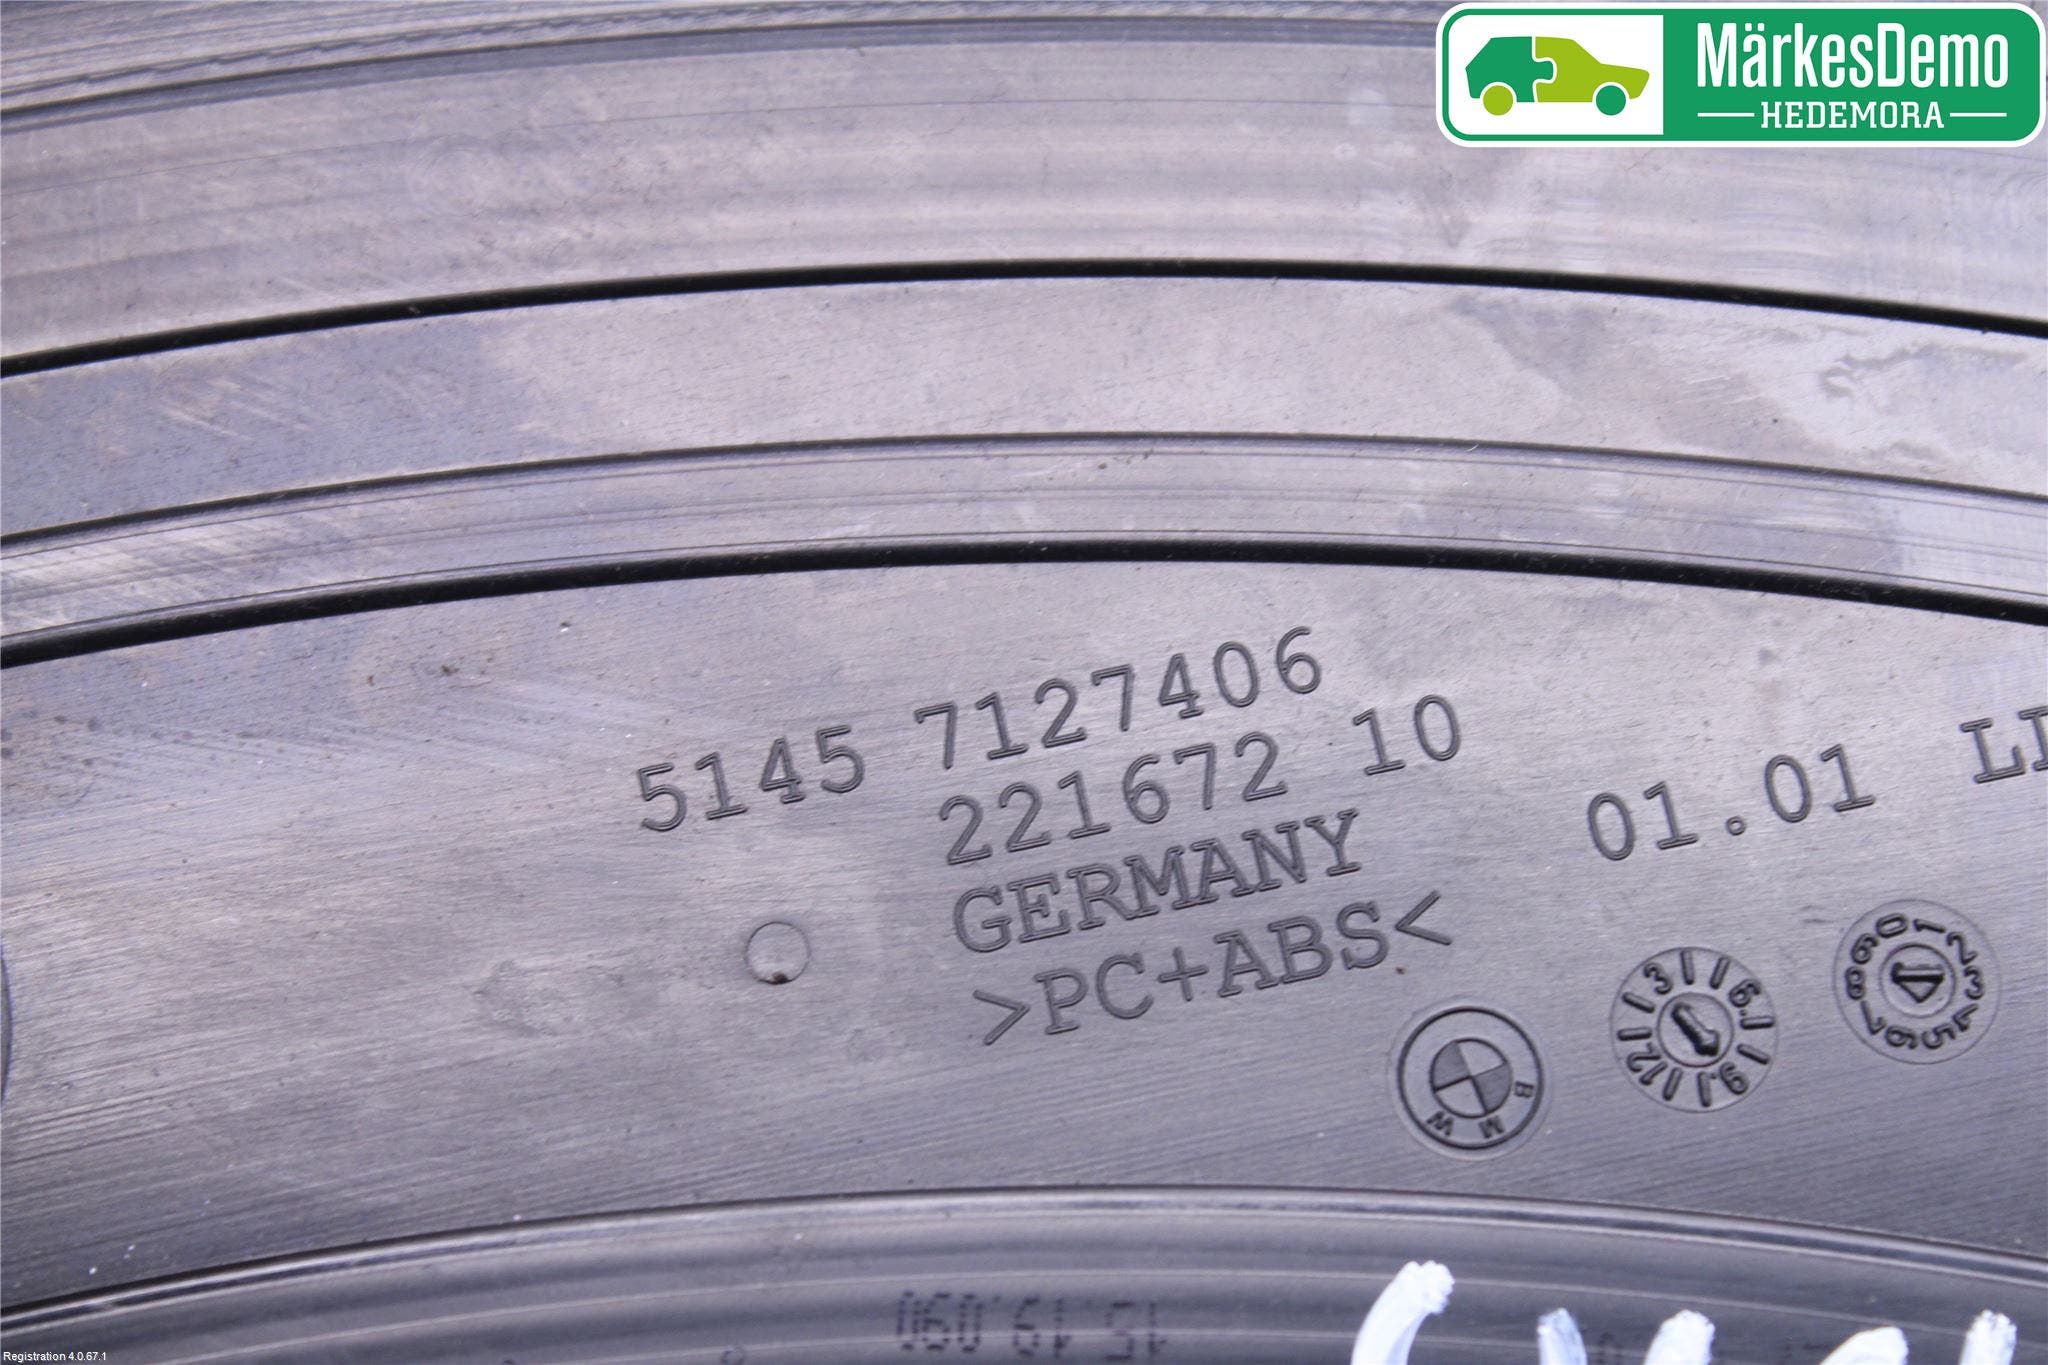 MärkesDemo
HEDEMORA
5145 7127406
221672 10
GERMANY
>PC+ABS<
01.01
B M W
Registration 4.0.67.1